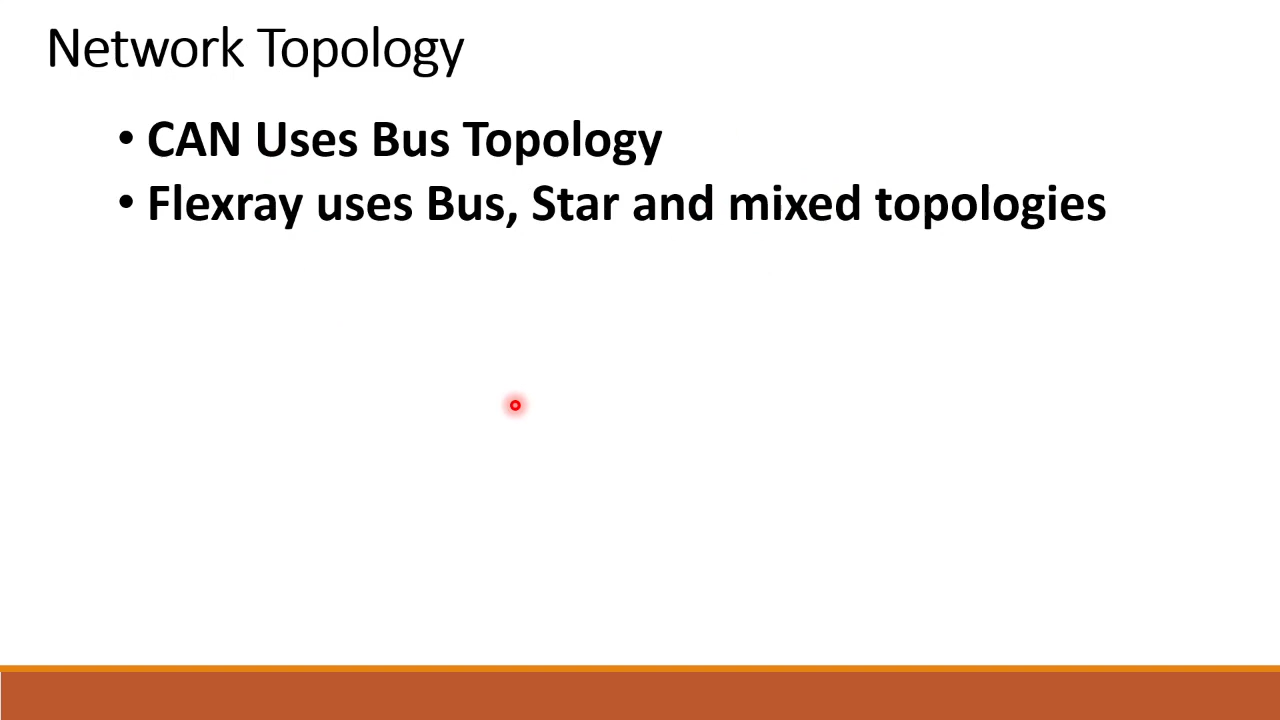 Network Topology
• CAN Uses Bus Topology
• Flexray uses Bus, Star and mixed topologies